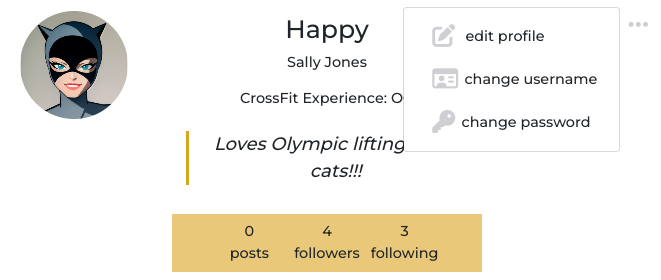 Happy
Sally Jones
CrossFit Experience:
Loves Olympic lifting
cats!!!
edit profile
change username
change password
0 4 3
posts followers following